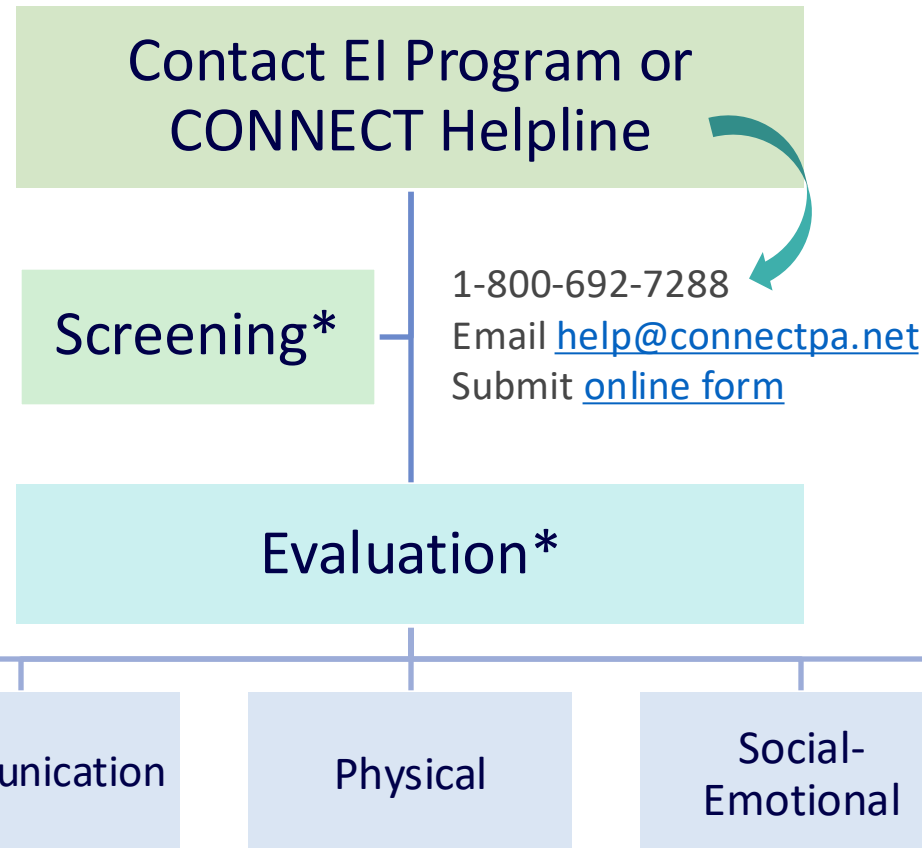 Contact EI Program or
CONNECT Helpline
1-800-692-7288
Screening*
Email help@connectpa.net
Submit online form
Evaluation*
unication
Physical
Social-
Emotional